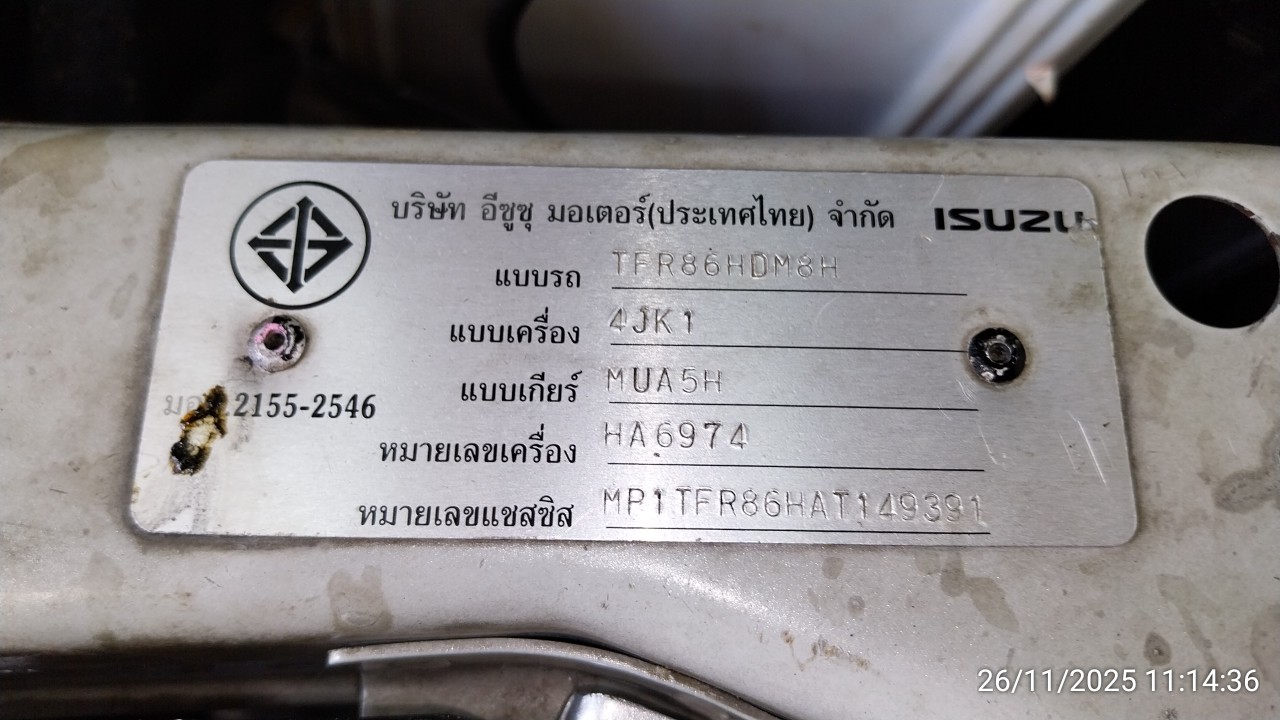 บริษัท อีซูซุ มอเตอร์(ประเทศไทย) จำกัด ISUZU
แบบรถ TFR86HDM8H
แบบเครื่อง 4JK1
แบบเกียร์ MUA5H
2155-2546
หมายเลขเครื่อง HA6974
หมายเลขแชสซิส MP1TFR86HAT149391
26/11/2025 11:14:36